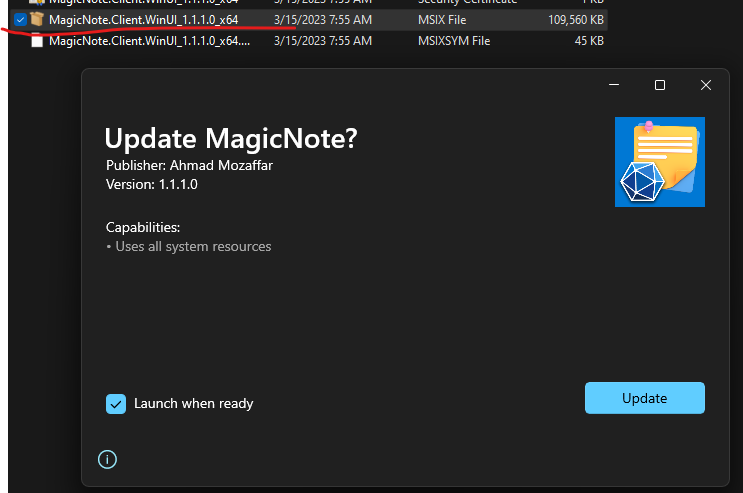 MagicNote.Client.WinUI_1.1.1.0_x64 3/15/2023 7:55 AM Security Certificate 1 KB
MagicNote.Client.WinUI_1.1.1.0_x64 3/15/2023 7:55 AM MSIX File 109,560 KB
MagicNote.Client.WinUI_1.1.1.0_x64.... 3/15/2023 7:55 AM MSIXSYM File 45 KB
Update MagicNote?
Publisher: Ahmad Mozaffar
Version: 1.1.1.0
Capabilities:
• Uses all system resources
Launch when ready
Update